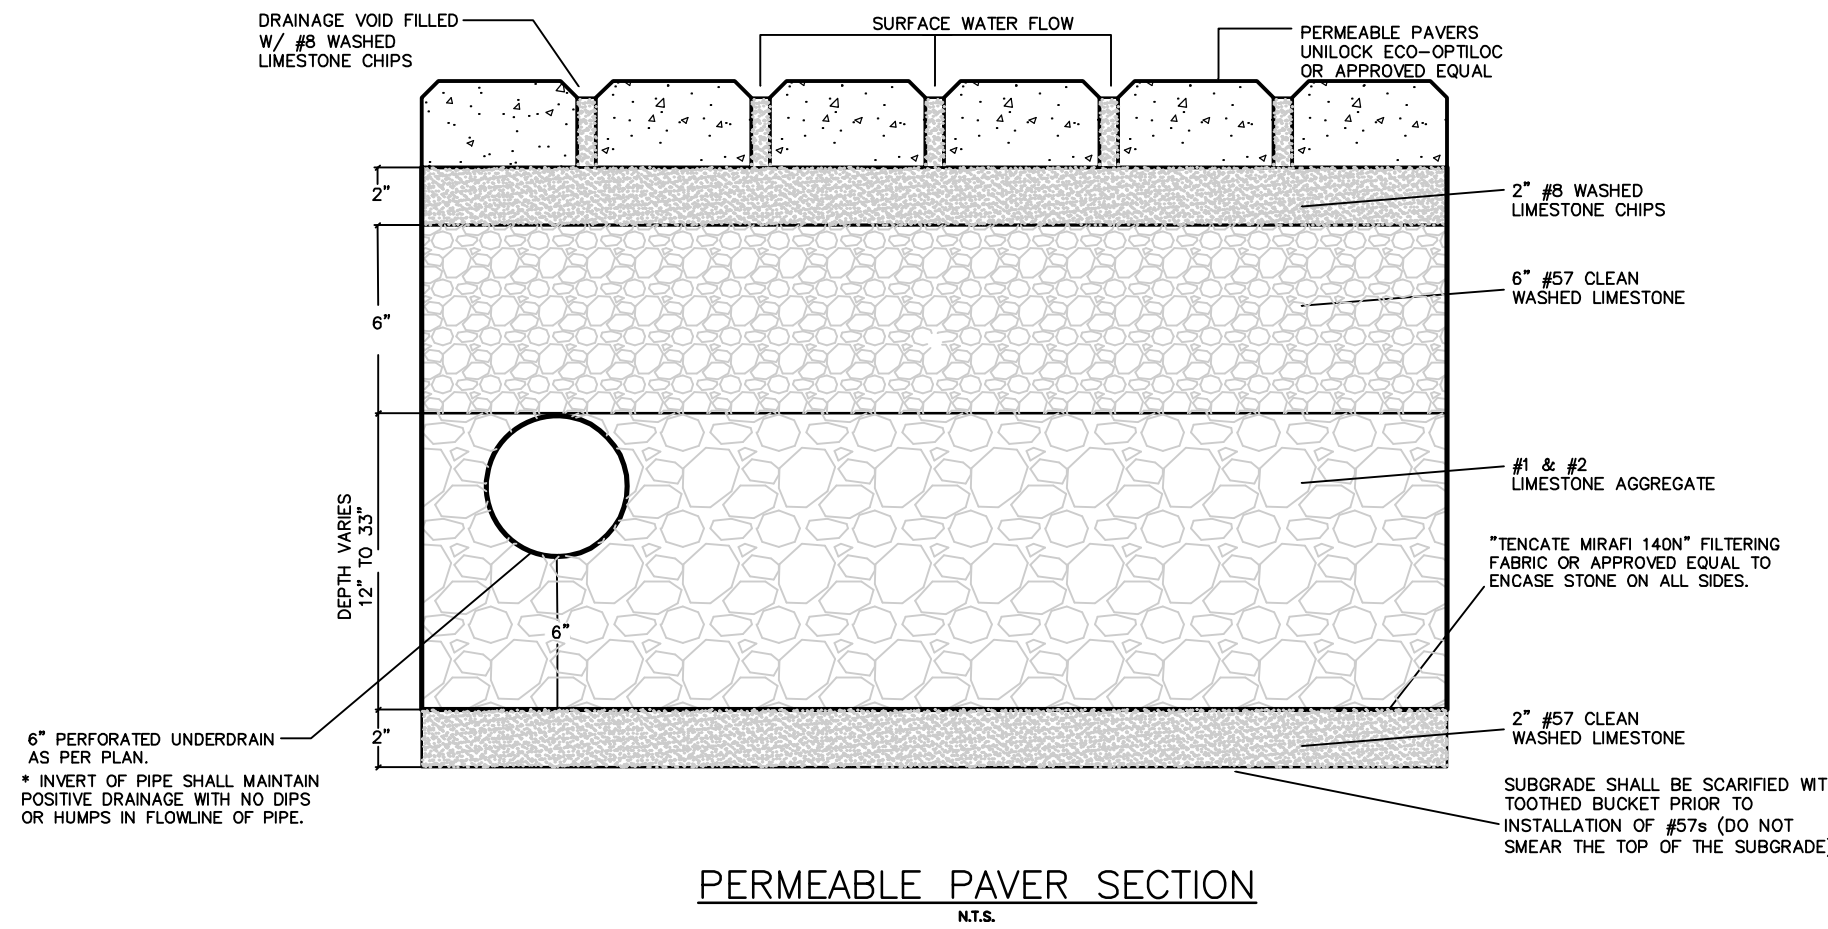 DRAINAGE VOID FILLED
W/ #8 WASHED
LIMESTONE CHIPS
SURFACE WATER FLOW
PERMEABLE PAVERS
UNILOCK ECO-OPTILOC
OR APPROVED EQUAL
2"
2" #8 WASHED
LIMESTONE CHIPS
6"
6" #57 CLEAN
WASHED LIMESTONE
#1 & #2
LIMESTONE AGGREGATE
DEPTH VARIES
12" TO 33"
"TENCATE MIRAFI 140N" FILTERING
FABRIC OR APPROVED EQUAL TO
ENCASE STONE ON ALL SIDES.
6"
2"
2" #57 CLEAN
WASHED LIMESTONE
6" PERFORATED UNDERDRAIN
AS PER PLAN.
* INVERT OF PIPE SHALL MAINTAIN
POSITIVE DRAINAGE WITH NO DIPS
OR HUMPS IN FLOWLINE OF PIPE.
SUBGRADE SHALL BE SCARIFIED WIT
TOOTHED BUCKET PRIOR TO
INSTALLATION OF #57s (DO NOT
SMEAR THE TOP OF THE SUBGRADE)
PERMEABLE PAVER SECTION
N.T.S.